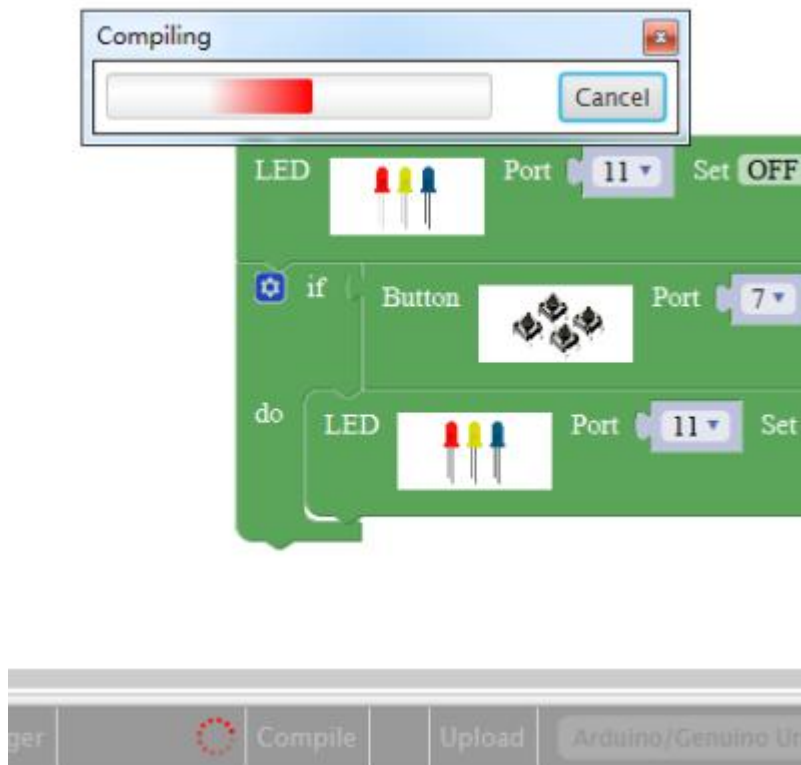 Compiling
Cancel
LED Port 11 Set OFF
if Button Port 7
do LED Port 11 Set
Compile Upload Arduino/Genuino